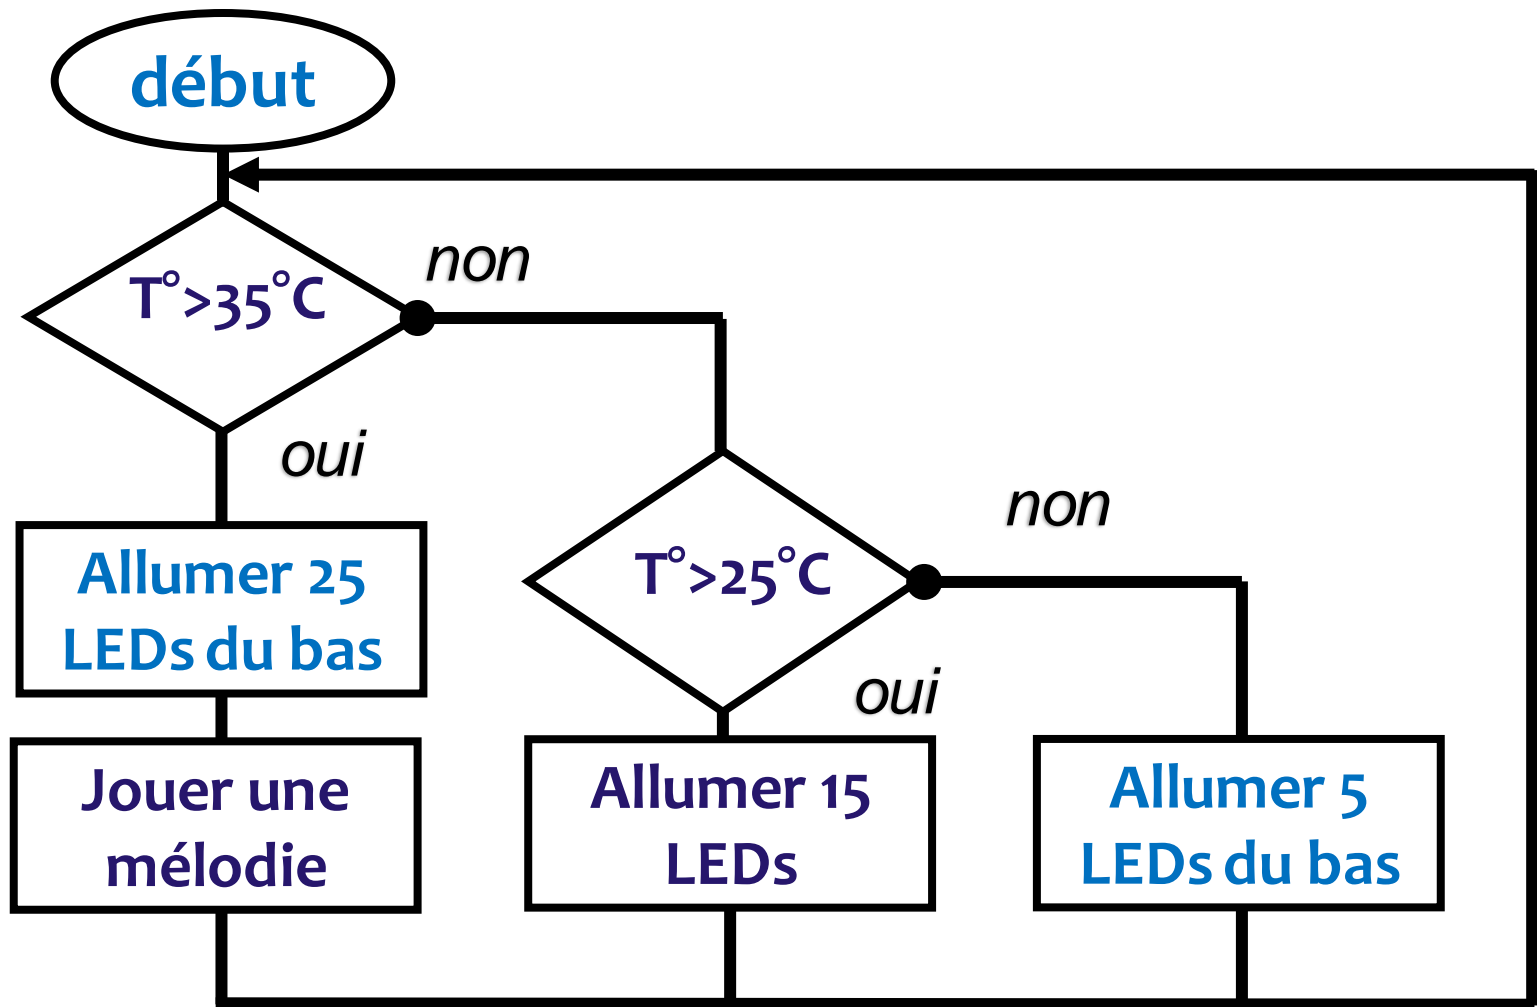 début
T°>35°C
non
oui
Allumer 25
LEDs du bas
Jouer une
mélodie
T°>25°C
non
oui
Allumer 15
LEDs
Allumer 5
LEDs du bas